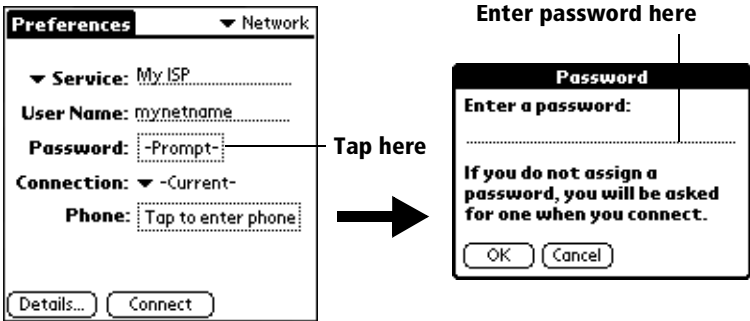 Preferences
Network
Service: My ISP
User Name: mynetname
Password: -Prompt-
Connection: -Current-
Phone: Tap to enter phone
Details... Connect
Tap here
Enter password here
Password
Enter a password:
If you do not assign a
password, you will be asked
for one when you connect.
OK Cancel